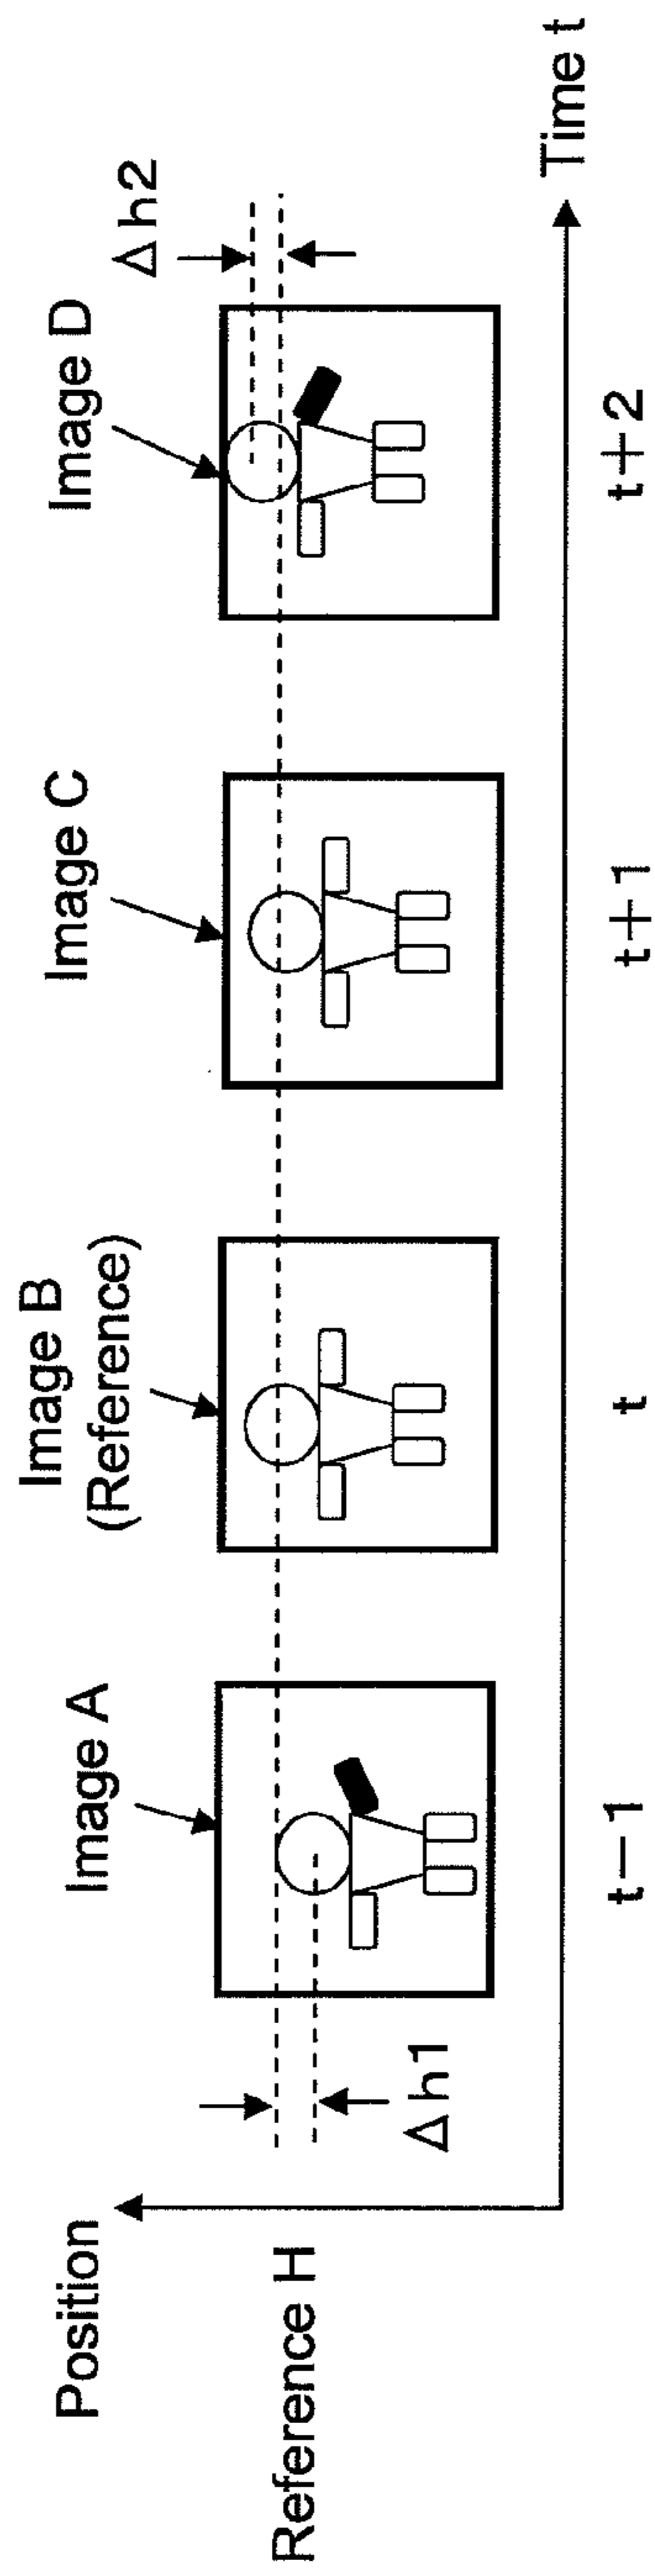 Position
Reference H
Δh1
Image A
Image B
(Reference)
Image C
Image D
Δh2
t−1
t
t+1
t+2
Time t